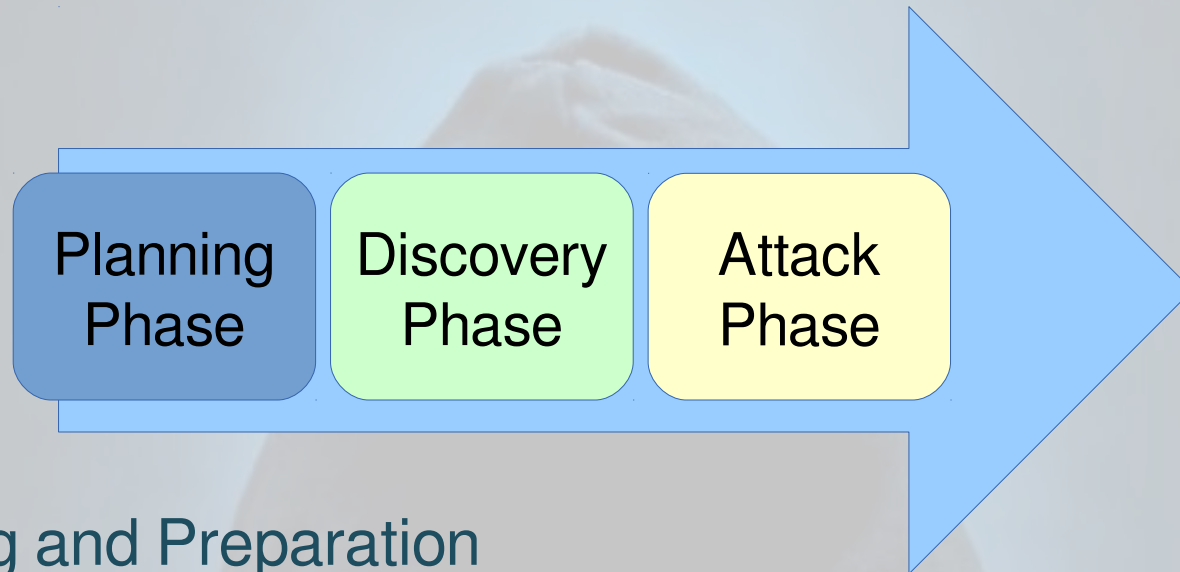 Planning
Phase
Discovery
Phase
Attack
Phase
and Preparation